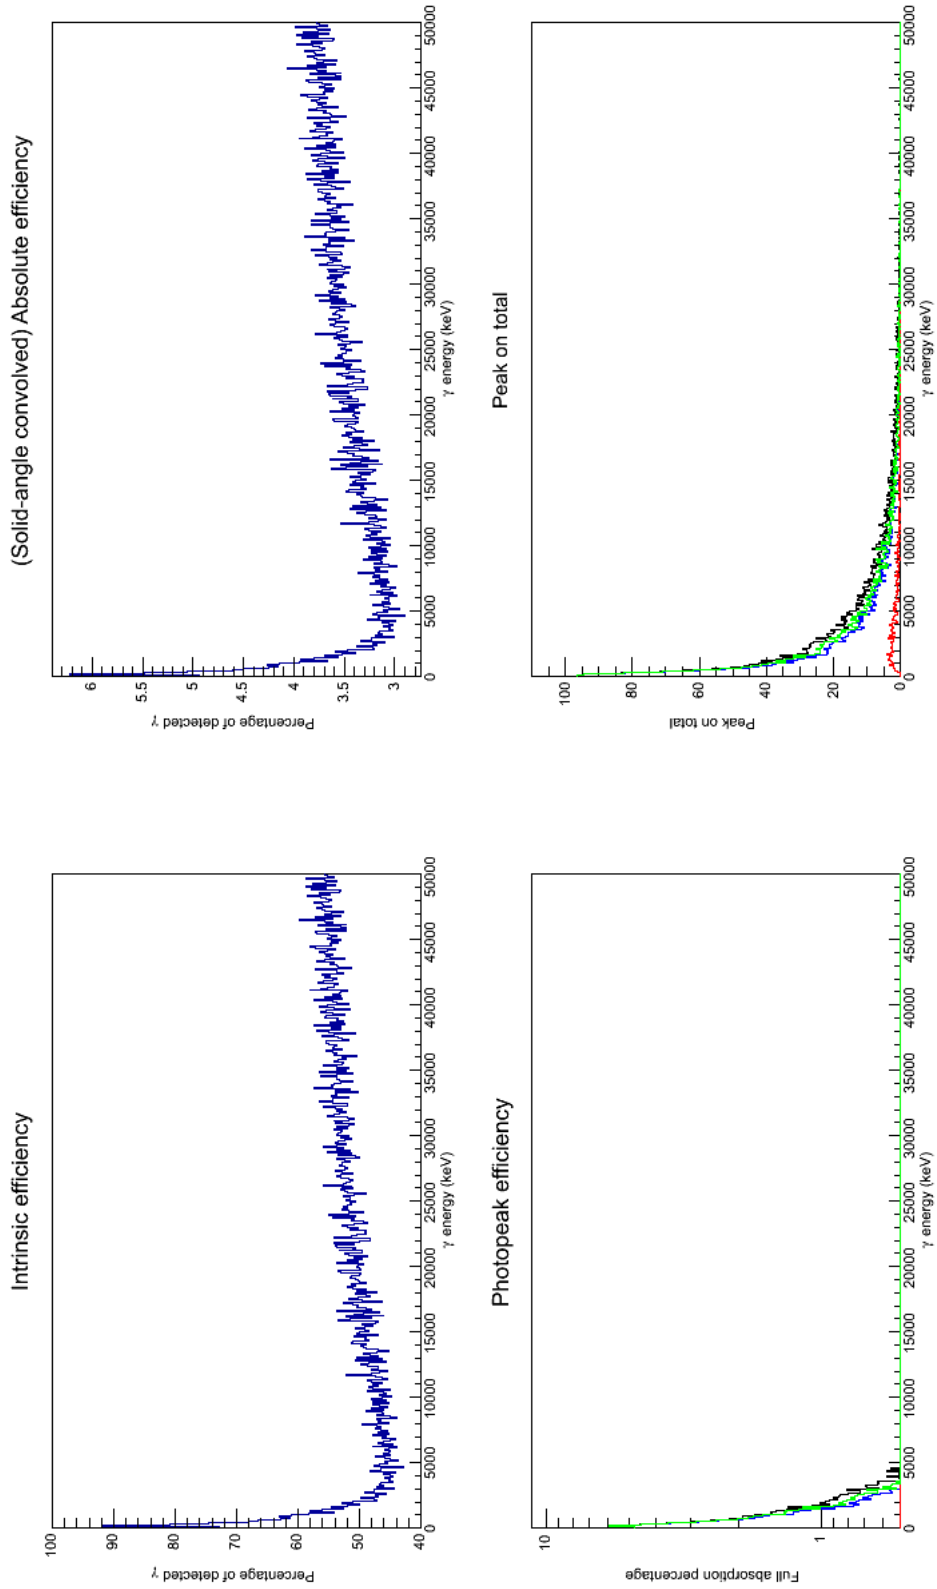 Intrinsic efficiency
Percentage of detected γ
100
90
80
70
60
50
40
0 5000 10000 15000 20000 25000 30000 35000 40000 45000 50000
γ energy (keV)
(Solid-angle convolved) Absolute efficiency
Percentage of detected γ
6
5.5
5
4.5
4
3.5
3
0 5000 10000 15000 20000 25000 30000 35000 40000 45000 50000
γ energy (keV)
Photopeak efficiency
Full absorption percentage
10
1
0 5000 10000 15000 20000 25000 30000 35000 40000 45000 50000
γ energy (keV)
Peak on total
Peak on total
100
80
60
40
20
0
0 5000 10000 15000 20000 25000 30000 35000 40000 45000 50000
γ energy (keV)